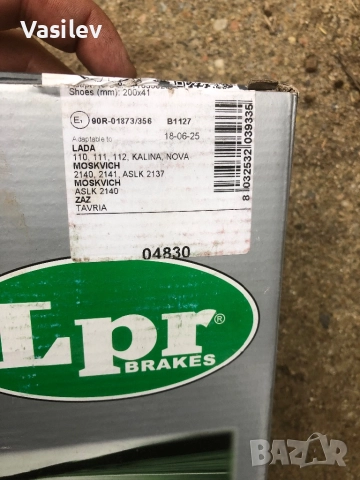 Vasilev
Shoes (mm): 200x41
E1 90R-01873/356 B1127
Adaptable to 18-06-25
LADA
110, 111, 112, KALINA, NOVA
MOSKVICH
2140, 2141, ASLK 2137
MOSKVICH
ASLK 2140
ZAZ
TAVRIA
8 032532 039335
04830
Lpr®
BRAKES
BAZAR